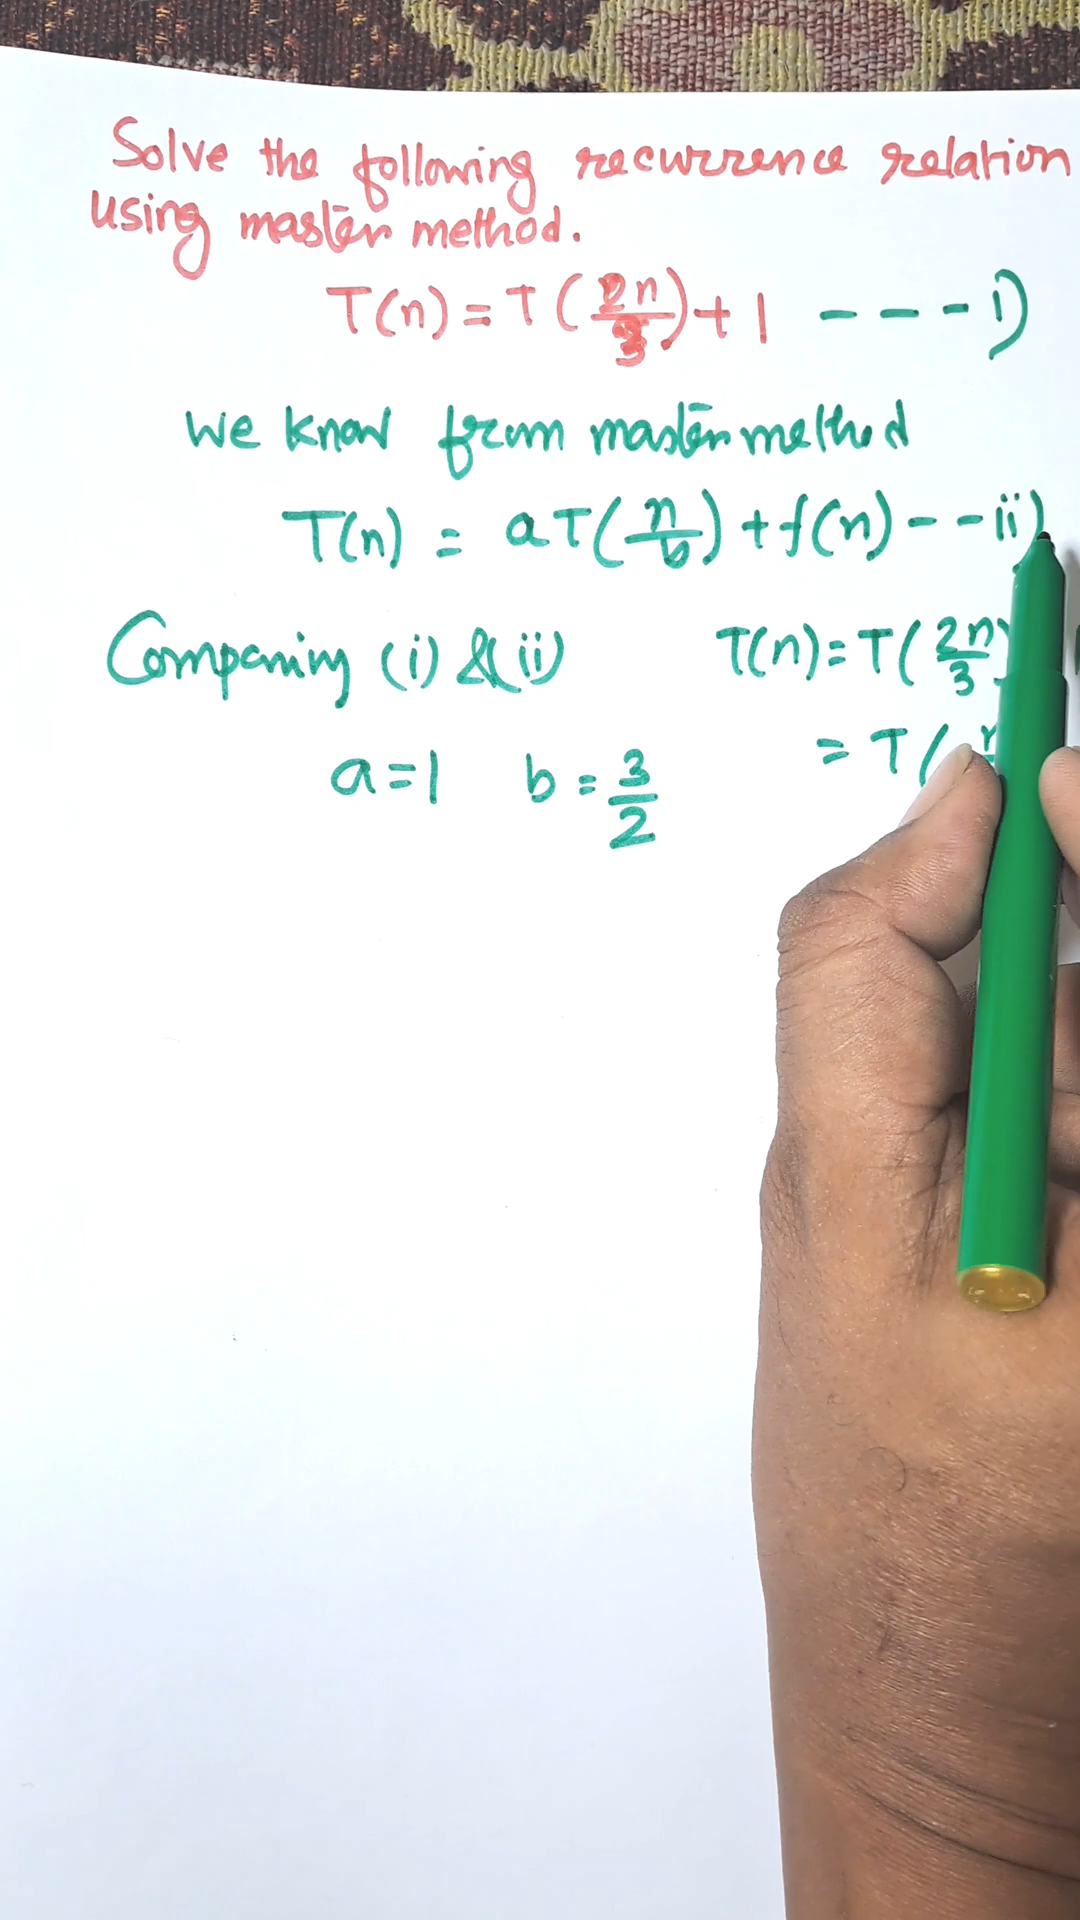 Solve the following recurrence relation
using master method.
T(n) = T(2n/3) + 1 - - - - i)
we know from master method
T(n) = aT(n/b) + f(n) - - ii)
Comparing (i) & (ii)
T(n) = T(2n/3)
a = 1 b = 3/2
= T(